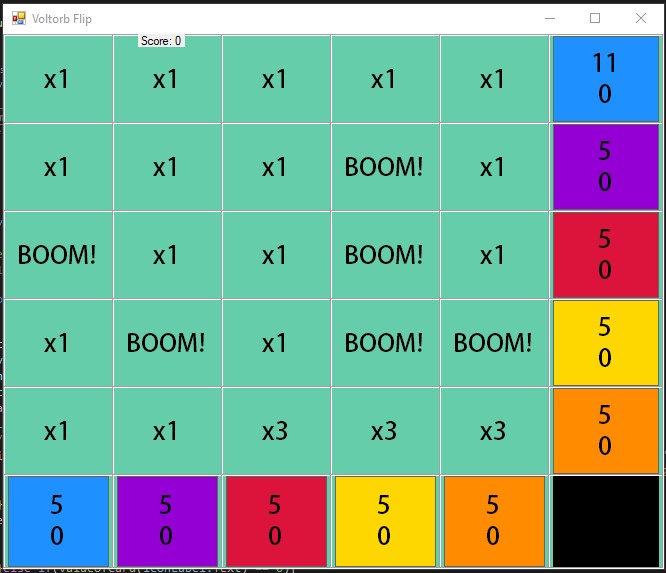 Voltorb Flip
Score: 0
x1 x1 x1 x1 x1 11
0
x1 x1 x1 BOOM! x1 5
0
BOOM! x1 x1 BOOM! x1 5
0
x1 BOOM! x1 BOOM! BOOM! 5
0
x1 x1 x3 x3 x3 5
0
5 5 5 5 5
0 0 0 0 0